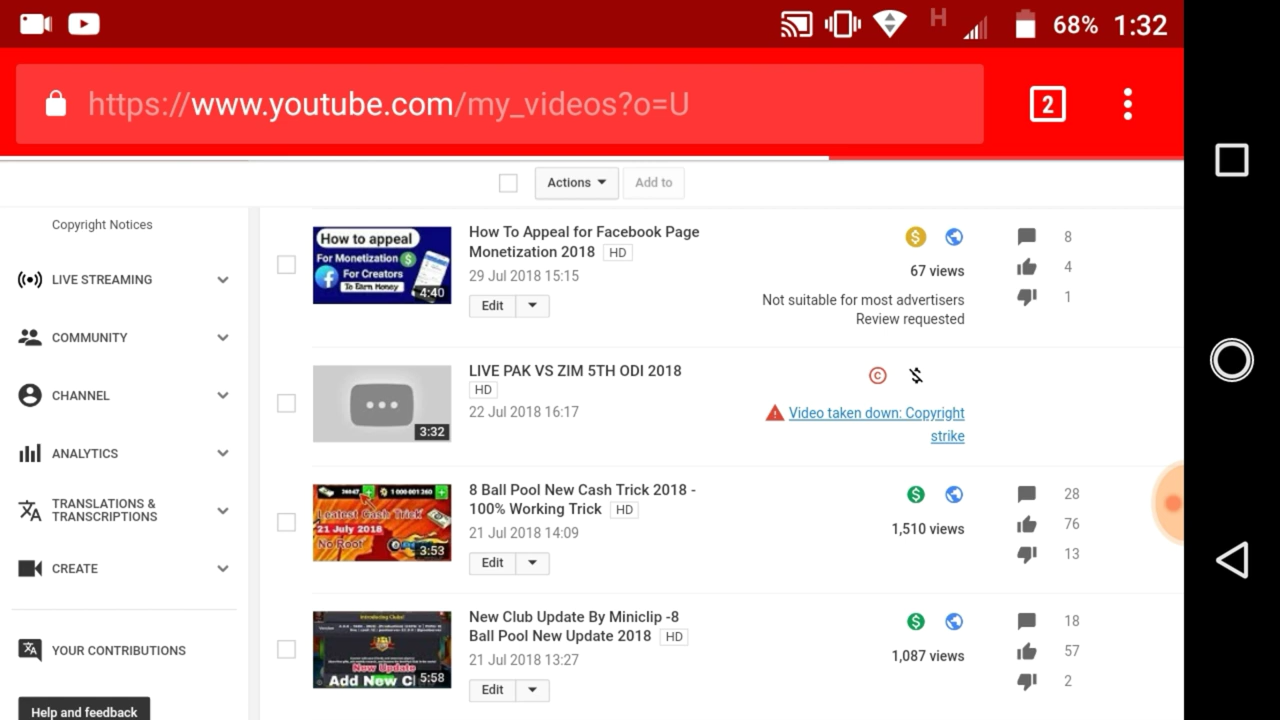 H 68% 1:32
https://www.youtube.com/my_videos?o=U
2
Actions Add to
Copyright Notices
LIVE STREAMING
COMMUNITY
CHANNEL
ANALYTICS
TRANSLATIONS &
TRANSCRIPTIONS
CREATE
YOUR CONTRIBUTIONS
Help and feedback
How to appeal
For Monetization $
For Creators
To Earn Money
4:40
How To Appeal for Facebook Page
Monetization 2018 HD
29 Jul 2018 15:15
Edit
67 views
Not suitable for most advertisers
Review requested
8
4
1
3:32
LIVE PAK VS ZIM 5TH ODI 2018
HD
22 Jul 2018 16:17
Video taken down: Copyright
strike
Leatest Cash Trick
21 July 2018
No Root
3:53
8 Ball Pool New Cash Trick 2018 -
100% Working Trick HD
21 Jul 2018 14:09
Edit
1,510 views
28
76
13
Introducing Clubs!
New Update
Add New Cl
5:58
New Club Update By Miniclip -8
Ball Pool New Update 2018 HD
21 Jul 2018 13:27
Edit
1,087 views
18
57
2